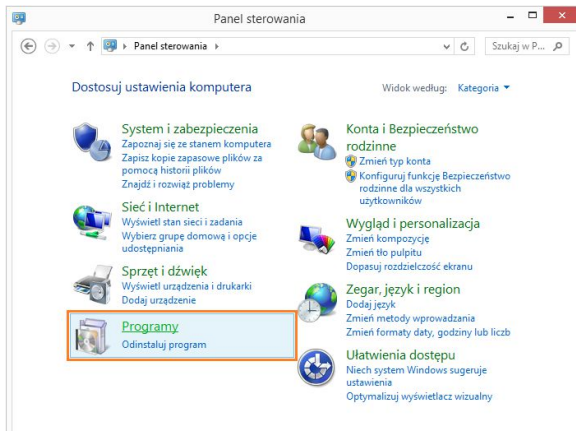 Panel sterowania
Panel sterowania
Szukaj w P...
Dostosuj ustawienia komputera
Widok według: Kategoria
System i zabezpieczenia
Zapoznaj się ze stanem komputera
Zapisz kopie zapasowe plików za
pomocą historii plików
Znajdź i rozwiąż problemy
Sieć i Internet
Wyświetl stan sieci i zadania
Wybierz grupę domową i opcje
udostępniania
Sprzęt i dźwięk
Wyświetl urządzenia i drukarki
Dodaj urządzenie
Programy
Odinstaluj program
Konta i Bezpieczeństwo
rodzinne
Zmień typ konta
Konfiguruj funkcję Bezpieczeństwo
rodzinne dla wszystkich
użytkowników
Wygląd i personalizacja
Zmień kompozycję
Zmień tło pulpitu
Dopasuj rozdzielczość ekranu
Zegar, język i region
Dodaj język
Zmień metody wprowadzania
Zmień formaty daty, godziny lub liczb
Ułatwienia dostępu
Niech system Windows sugeruje
ustawienia
Optymalizuj wyświetlacz wizualny